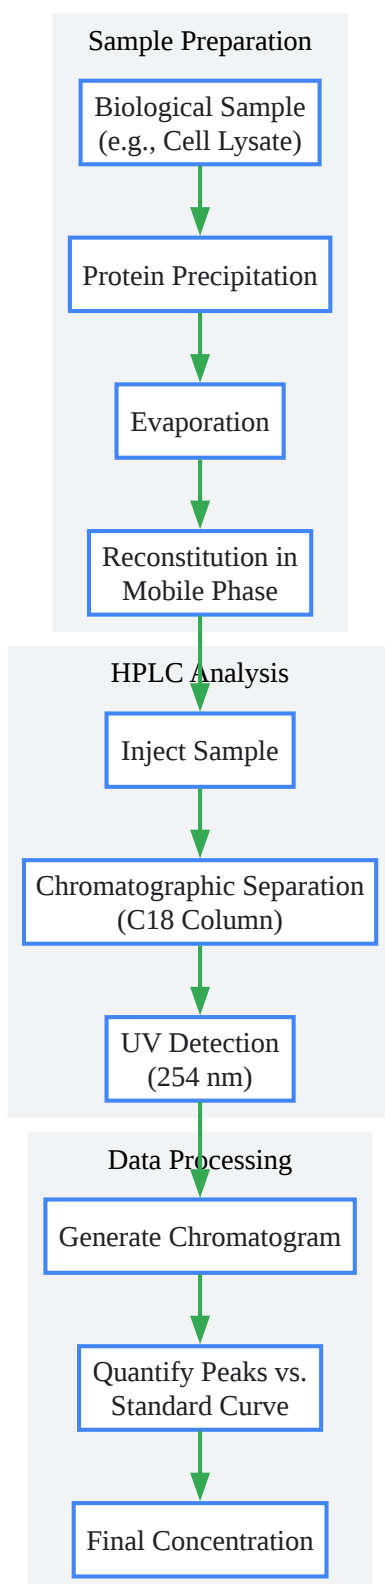 Sample Preparation
Biological Sample
(e.g., Cell Lysate)
Protein Precipitation
Evaporation
Reconstitution in
Mobile Phase
HPLC Analysis
Inject Sample
Chromatographic Separation
(C18 Column)
UV Detection
(254 nm)
Data Processing
Generate Chromatogram
Quantify Peaks vs.
Standard Curve
Final Concentration